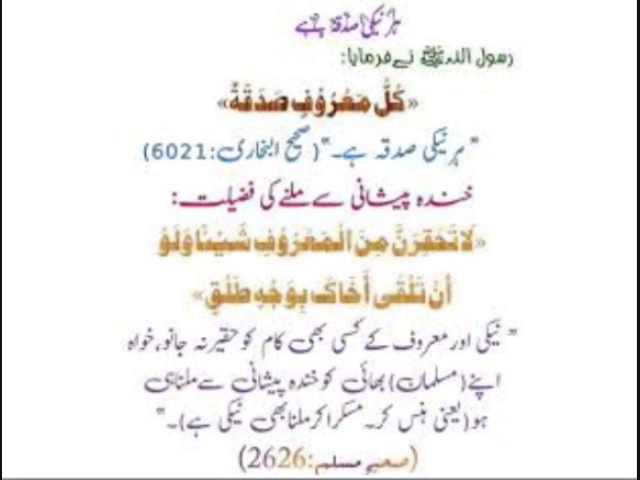 ہر نیکی صدقہ ہے
رسول اللہ ﷺ نے فرمایا:
«كُلُّ مَعْرُوْفٍ صَدَقَةٌ»
"ہر نیکی صدقہ ہے۔" (صحیح البخاری:6021)
خندہ پیشانی سے ملنے کی فضیلت:
«لَا تَحْقِرَنَّ مِنَ الْمَعْرُوْفِ شَيْئًا وَلَوْ
أَنْ تَلْقَى أَخَاكَ بِوَجْهٍ طَلْقٍ»
"نیکی اور معروف کے کسی بھی کام کو حقیر نہ جانو، خواہ
اپنے (مسلمان) بھائی کو خندہ پیشانی سے ملنا ہی
ہو (یعنی ہنس کر۔ مسکرا کر ملنا بھی نیکی ہے)۔"
(صحیح مسلم:2626)